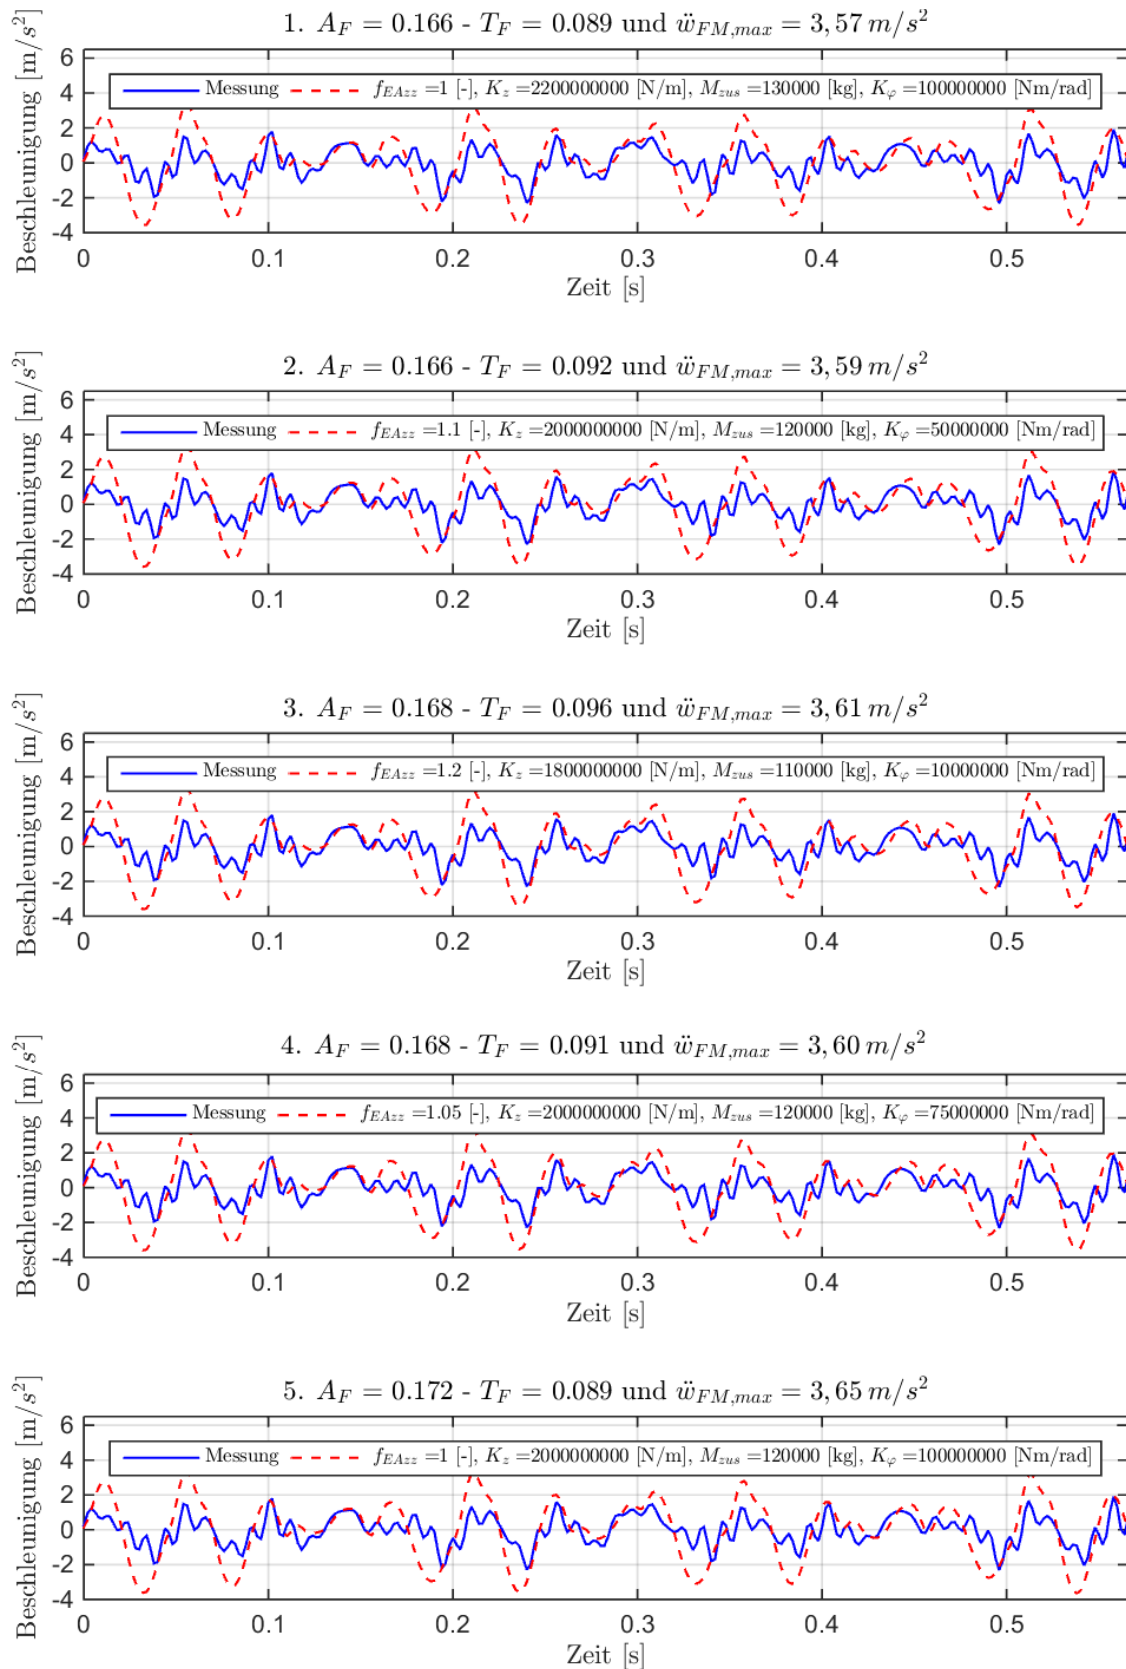 1. A_F = 0.166 - T_F = 0.089 und ẅ_FM,max = 3,57 m/s²
Beschleunigung [m/s²]
6
4
2
0
-2
-4
Messung f_EAzz =1 [-], K_z =2200000000 [N/m], M_zus =130000 [kg], K_φ =100000000 [Nm/rad]
0 0.1 0.2 0.3 0.4 0.5
Zeit [s]
2. A_F = 0.166 - T_F = 0.092 und ẅ_FM,max = 3,59 m/s²
Beschleunigung [m/s²]
6
4
2
0
-2
-4
Messung f_EAzz =1.1 [-], K_z =2000000000 [N/m], M_zus =120000 [kg], K_φ =50000000 [Nm/rad]
0 0.1 0.2 0.3 0.4 0.5
Zeit [s]
3. A_F = 0.168 - T_F = 0.096 und ẅ_FM,max = 3,61 m/s²
Beschleunigung [m/s²]
6
4
2
0
-2
-4
Messung f_EAzz =1.2 [-], K_z =1800000000 [N/m], M_zus =110000 [kg], K_φ =10000000 [Nm/rad]
0 0.1 0.2 0.3 0.4 0.5
Zeit [s]
4. A_F = 0.168 - T_F = 0.091 und ẅ_FM,max = 3,60 m/s²
Beschleunigung [m/s²]
6
4
2
0
-2
-4
Messung f_EAzz =1.05 [-], K_z =2000000000 [N/m], M_zus =120000 [kg], K_φ =75000000 [Nm/rad]
0 0.1 0.2 0.3 0.4 0.5
Zeit [s]
5. A_F = 0.172 - T_F = 0.089 und ẅ_FM,max = 3,65 m/s²
Beschleunigung [m/s²]
6
4
2
0
-2
-4
Messung f_EAzz =1 [-], K_z =2000000000 [N/m], M_zus =120000 [kg], K_φ =100000000 [Nm/rad]
0 0.1 0.2 0.3 0.4 0.5
Zeit [s]